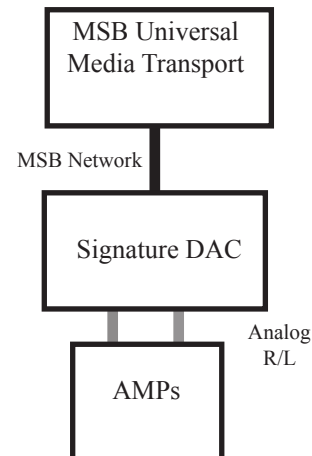 MSB Universal
Media Transport
MSB Network
Signature DAC
Analog
R/L
AMPs